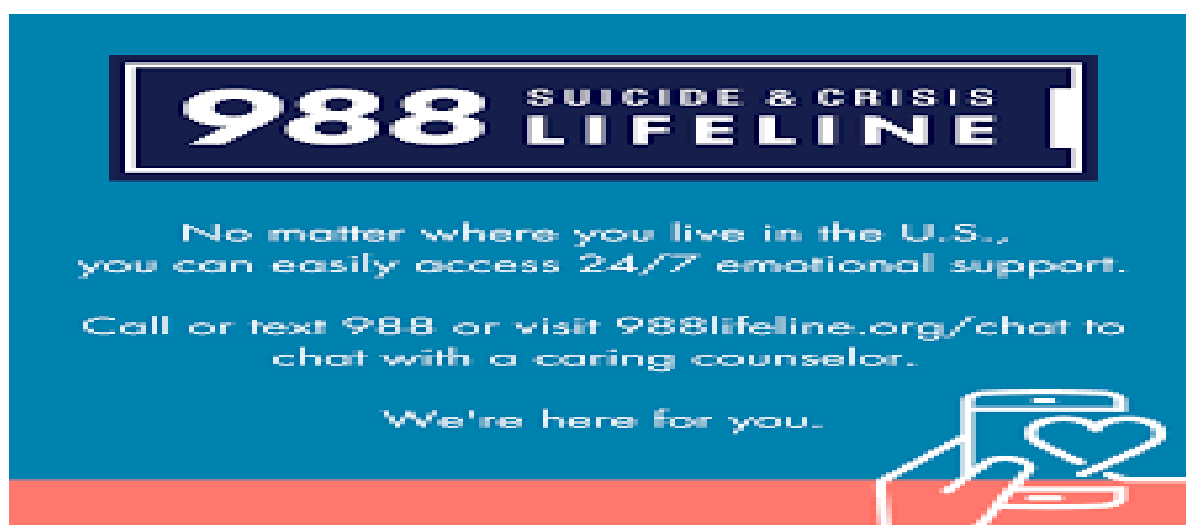 988 SUICIDE & CRISIS
LIFELINE
No matter where you live in the U.S.,
you can easily access 24/7 emotional support.
Call or text 988 or visit 988lifeline.org/chat to
chat with a caring counselor.
We're here for you.